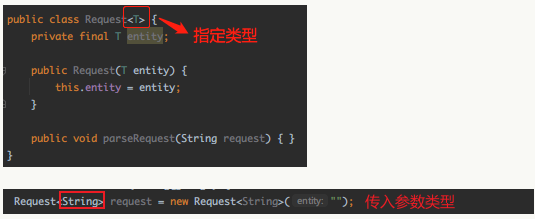 public class Request<T> {
private final T entity;
指定类型
public Request(T entity) {
this.entity = entity;
}
public void parseRequest(String request) { }
}
Request<String> request = new Request<String>( entity: ""); 传入参数类型